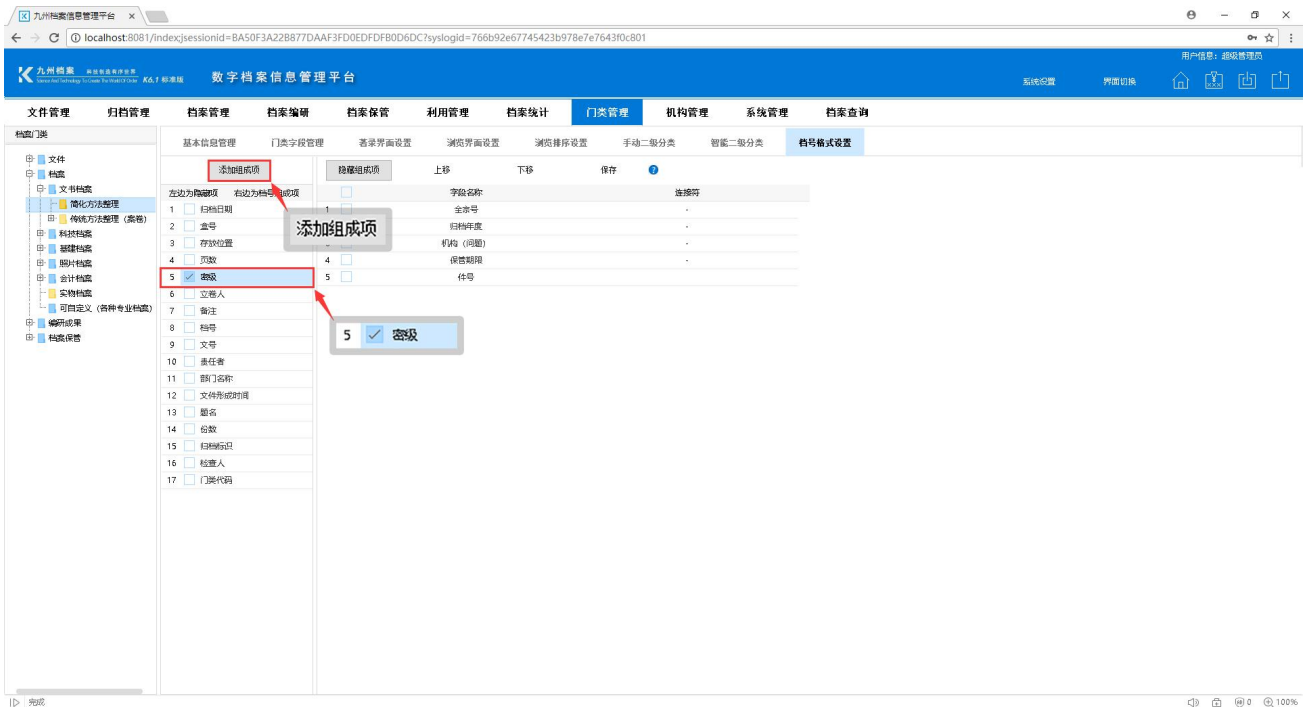 九州档案信息管理平台
localhost:8081/index;jsessionid=BA50F3A22B877DAAF3FD0EDFDFB0D6DC?syslogid=766b92e67745423b978e7e7643f0c801
用户信息：超级管理员
九州档案 科技创造有序世界 K6.1 标准版 数字档案信息管理平台 系统设置 界面切换
Science And Technology To Create The World Of Order
文件管理 归档管理 档案管理 档案编研 档案保管 利用管理 档案统计 门类管理 机构管理 系统管理 档案查询
档案门类
基本信息管理 门类字段管理 著录界面设置 浏览界面设置 浏览排序设置 手动二级分类 智能二级分类 档号格式设置
文件
档案
文书档案
简化方法整理
传统方法整理（案卷）
科技档案
基建档案
照片档案
会计档案
实物档案
可自定义（各种专业档案）
编研成果
档案保管
添加组成项 隐藏组成项 上移 下移 保存 ?
左边为隐藏项 右边为档号组成项
1 归档日期
2 盒号
3 存放位置
4 页数
5 密级
6 立卷人
7 备注
8 档号
9 文号
10 责任者
11 部门名称
12 文件形成时间
13 题名
14 份数
15 归档标识
16 检查人
17 门类代码
字段名称 连接符
1 全宗号 -
归档年度 -
机构（问题） -
4 保管期限 -
5 件号
添加组成项
5 密级
完成 0 100%